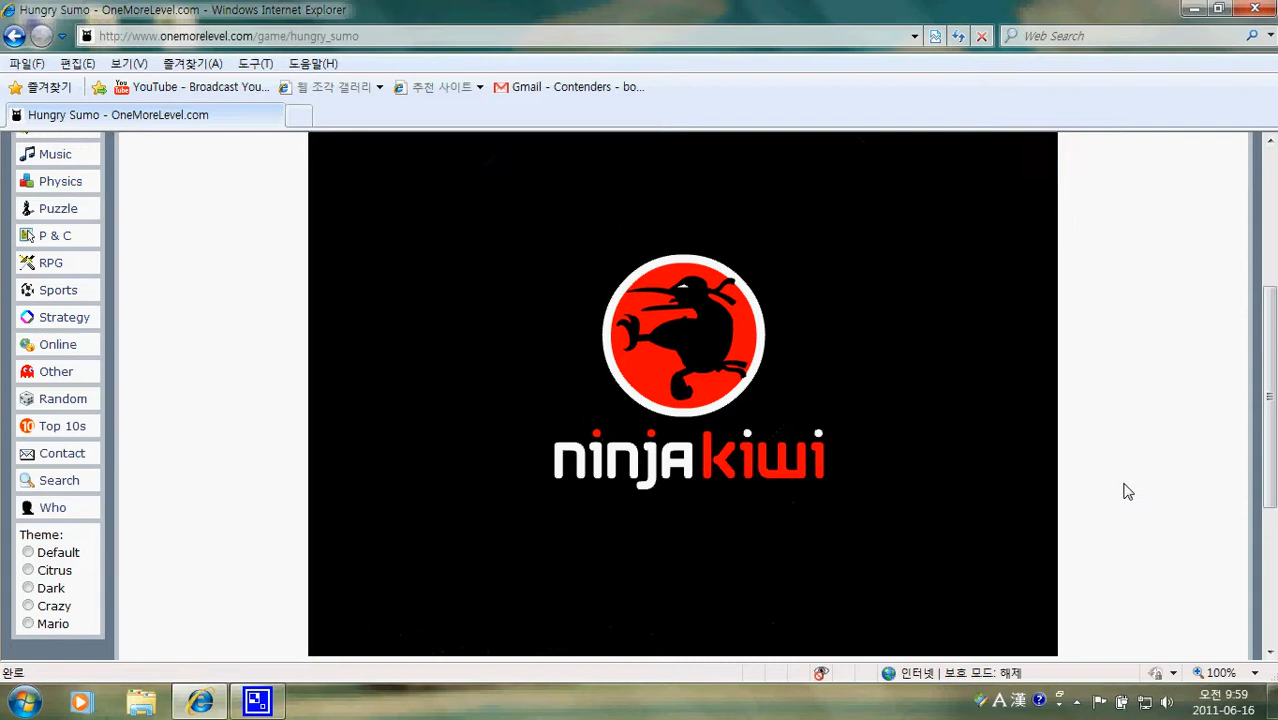 Hungry Sumo - OneMoreLevel.com - Windows Internet Explorer
http://www.onemorelevel.com/game/hungry_sumo
Web Search
파일(F) 편집(E) 보기(V) 즐겨찾기(A) 도구(T) 도움말(H)
즐겨찾기 YouTube - Broadcast You... 웹 조각 갤러리 추천 사이트 Gmail - Contenders - bo...
Hungry Sumo - OneMoreLevel.com
Music
Physics
Puzzle
P & C
RPG
Sports
Strategy
Online
Other
Random
Top 10s
Contact
Search
Who
Theme:
Default
Citrus
Dark
Crazy
Mario
ninja kiwi
완료
인터넷 | 보호 모드: 해제
100%
A 漢
오전 9:59
2011-06-16